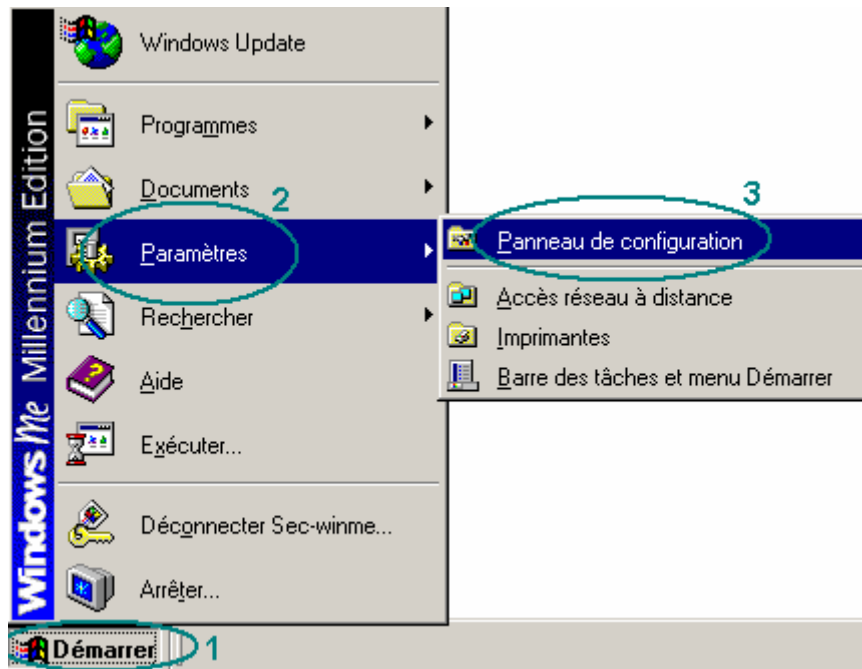 Windows Me Millennium Edition
Windows Update
Programmes
Documents
2
Paramètres
Rechercher
Aide
Exécuter...
Déconnecter Sec-winme...
Arrêter...
3
Panneau de configuration
Accès réseau à distance
Imprimantes
Barre des tâches et menu Démarrer
Démarrer 1